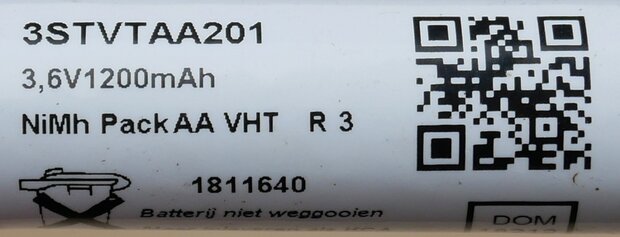 3STVTAA201
3,6V1200mAh
NiMh Pack AA VHT R 3
1811640
Batterij niet weggooien
DOM